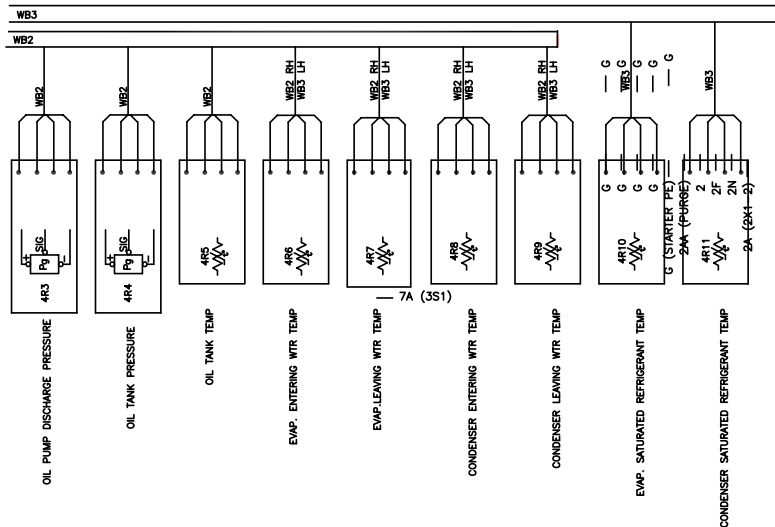 WB3
WB2
WB2
WB2
WB2
WB2 RH
WB3 LH
WB2 RH
WB3 LH
WB2 RH
WB3 LH
WB2 RH
WB3 LH
G
G
G
G
G
WB3
WB3
SIG
+
-
Pg
4R3
SIG
+
-
Pg
4R4
4R5
4R6
4R7
4R8
4R9
G
G
G
G
4R10
G (STARTER PE)
2AA (PURGE)
2
2F
2N
4R11
2A (2X1-2)
7A (3S1)
OIL PUMP DISCHARGE PRESSURE
OIL TANK PRESSURE
OIL TANK TEMP
EVAP. ENTERING WTR TEMP
EVAP.LEAVING WTR TEMP
CONDENSER ENTERING WTR TEMP
CONDENSER LEAVING WTR TEMP
EVAP. SATURATED REFRIGERANT TEMP
CONDENSER SATURATED REFRIGERANT TEMP